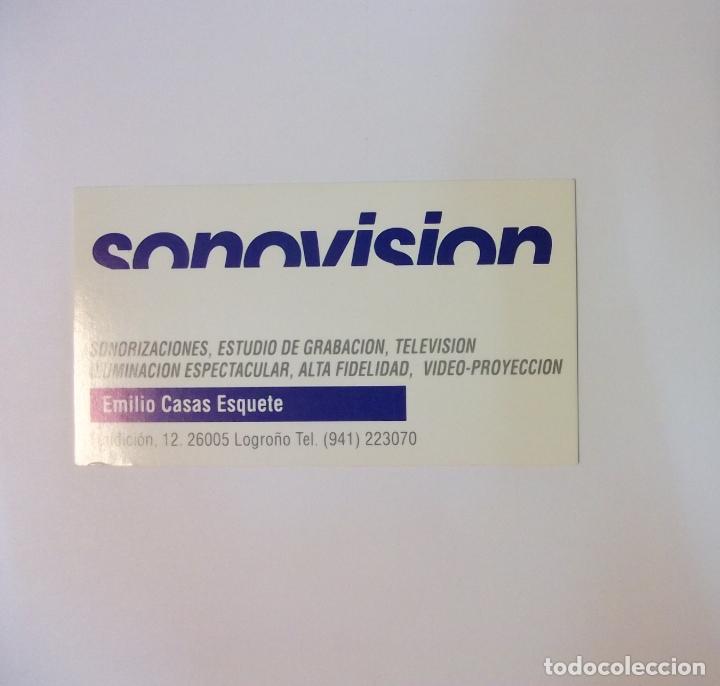 sonovision
SONORIZACIONES, ESTUDIO DE GRABACION, TELEVISION
ILUMINACION ESPECTACULAR, ALTA FIDELIDAD, VIDEO-PROYECCION
Emilio Casas Esquete
12. 26005 Logroño Tel. (941) 223070
todocoleccion